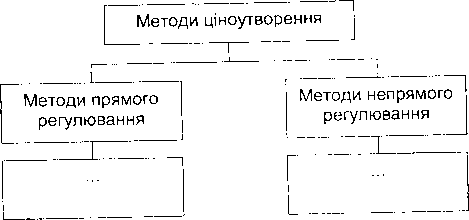 Методи ціноутворення
Методи прямого
регулювання
Методи непрямого
регулювання
...
...